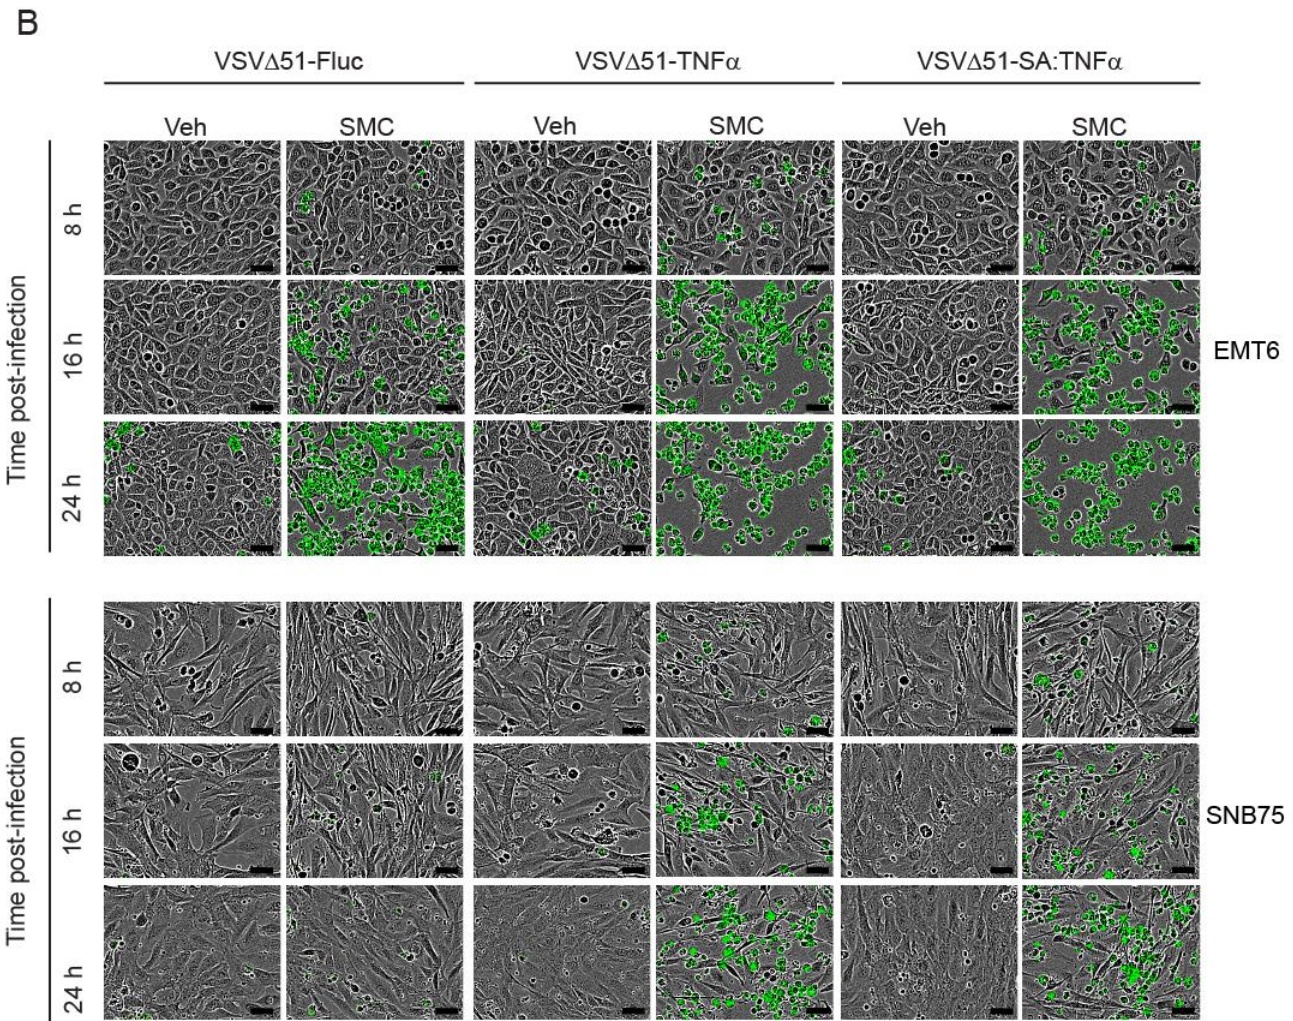 B
VSVΔ51-Fluc VSVΔ51-TNFα VSVΔ51-SA:TNFα
Veh SMC Veh SMC Veh SMC
Time post-infection
8 h
16 h
24 h
EMT6
Time post-infection
8 h
16 h
24 h
SNB75